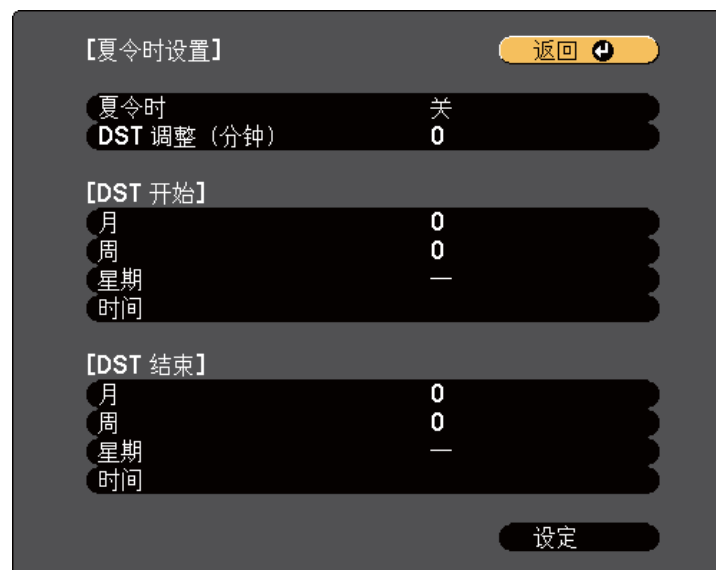 [夏令时设置]
返回
夏令时 关
DST 调整（分钟） 0
[DST 开始]
月 0
周 0
星期 —
时间
[DST 结束]
月 0
周 0
星期 —
时间
设定